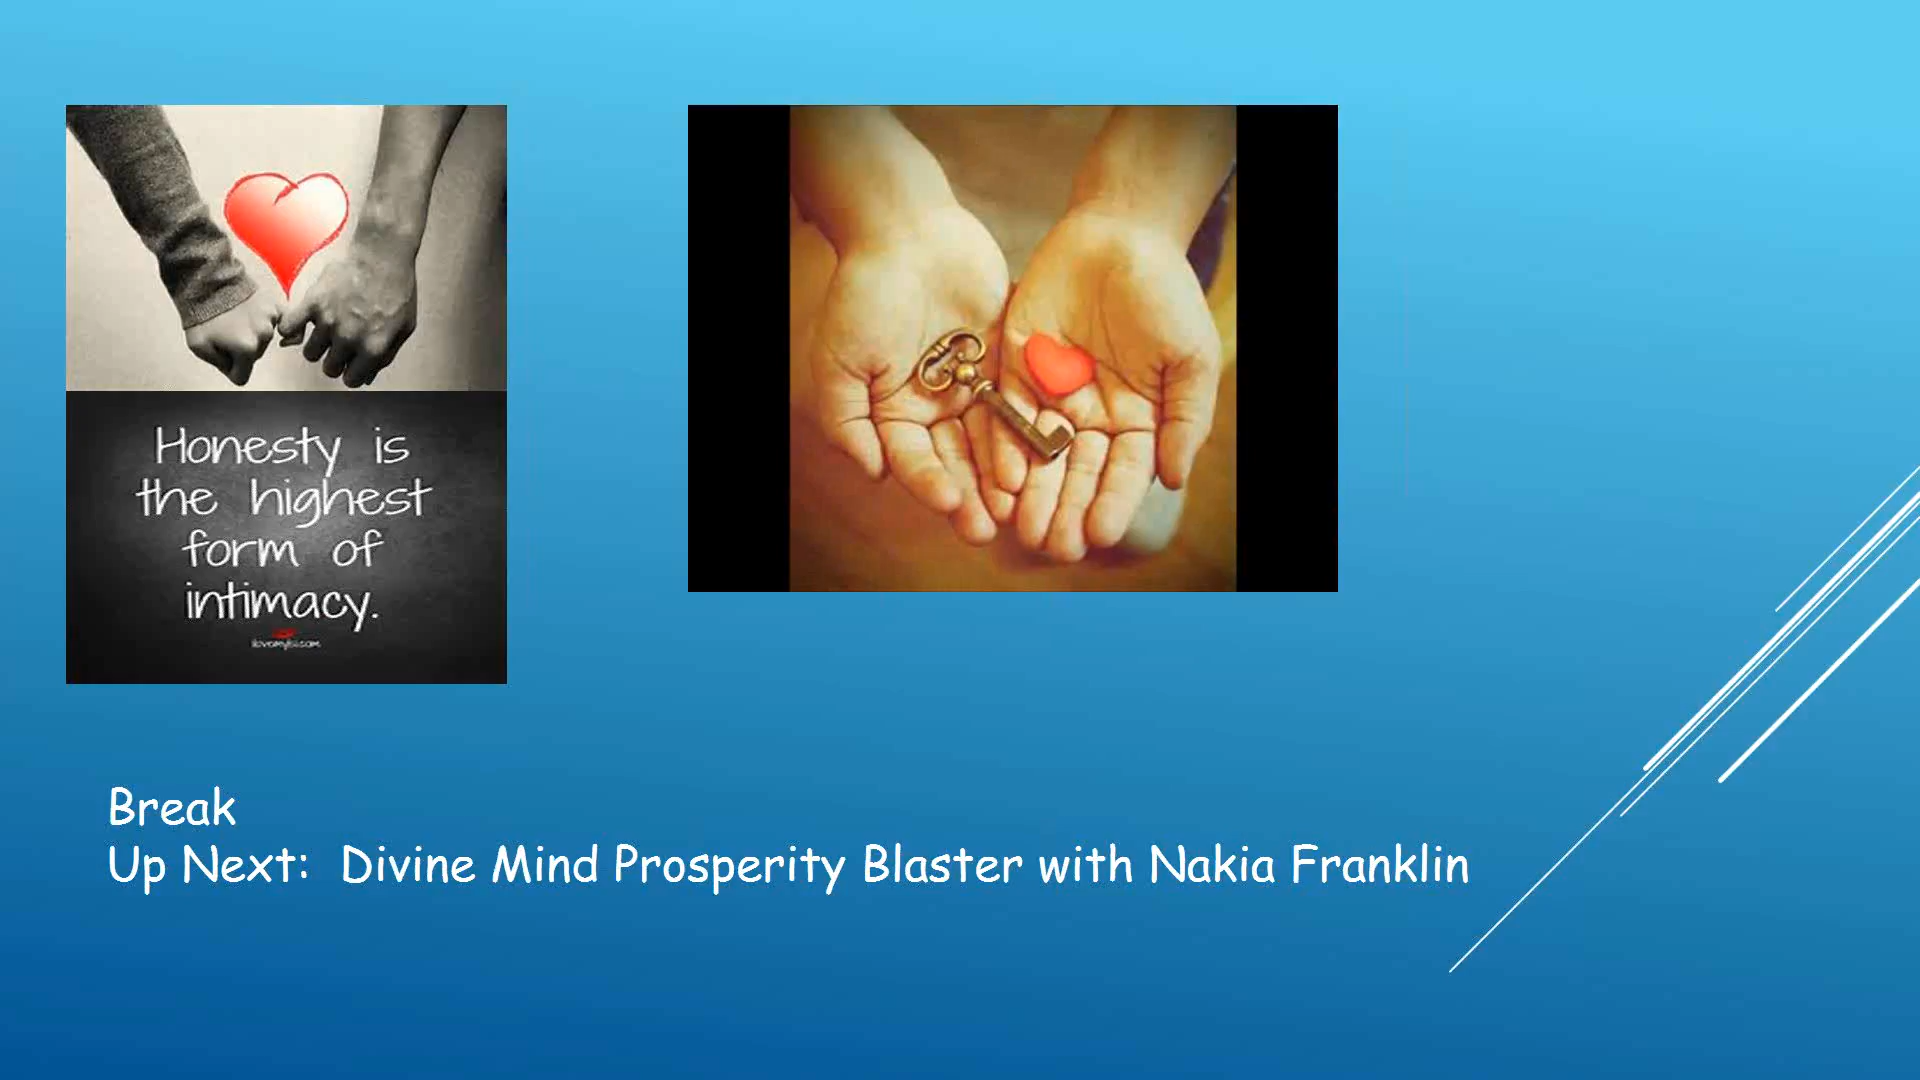 Honesty is
the highest
form of
intimacy.
Break
Up Next:  Divine Mind Prosperity Blaster with Nakia Franklin